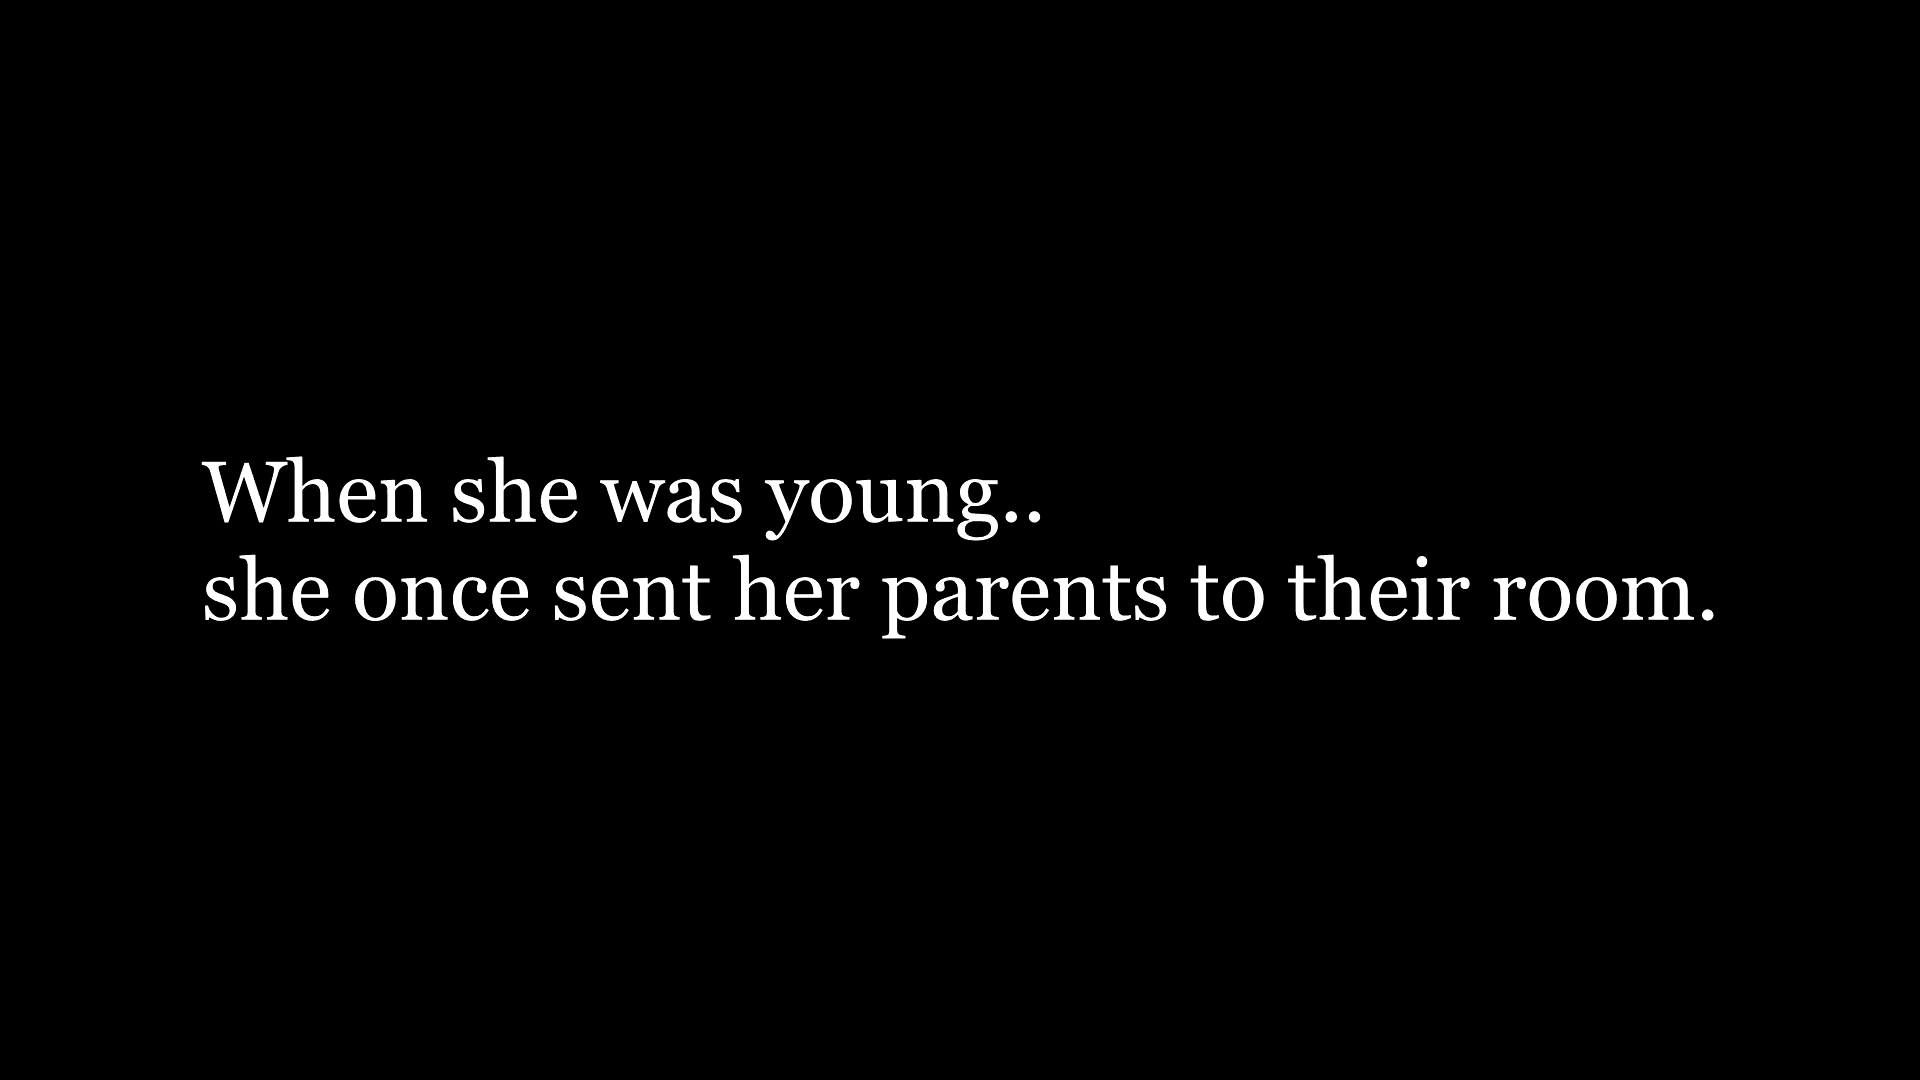 When she was young..
she once sent her parents to their room.